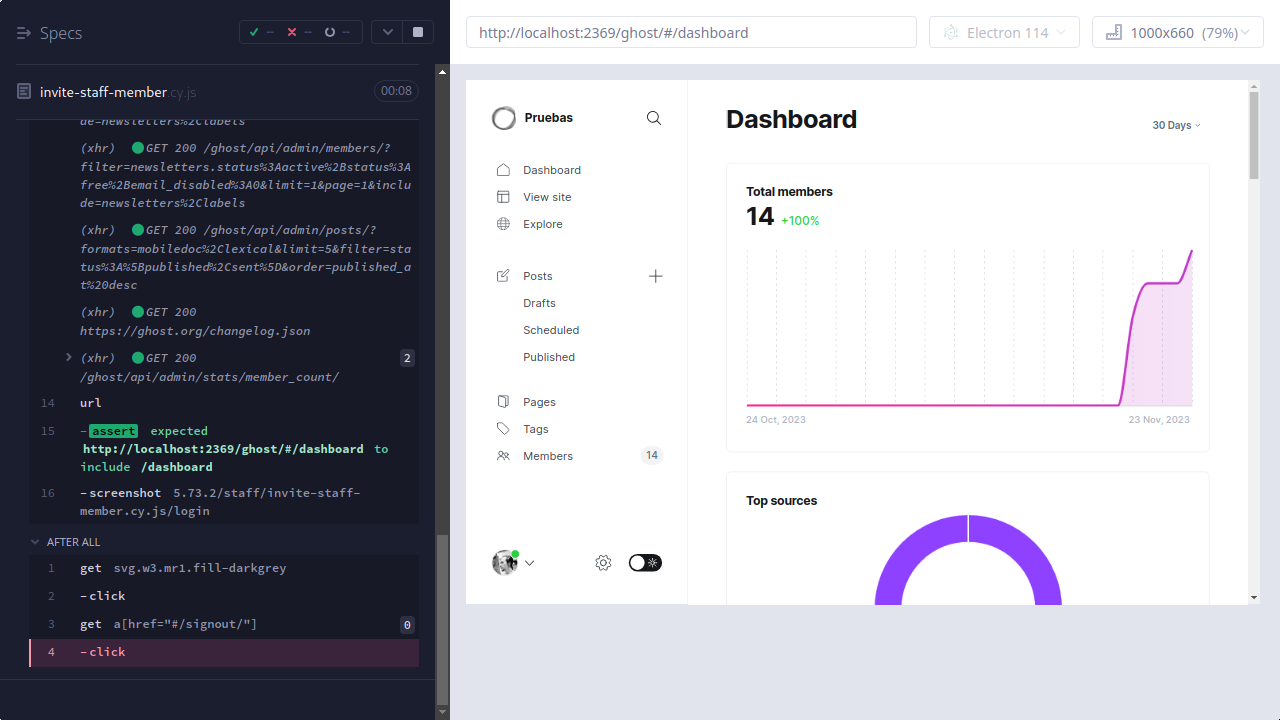 Specs
--
--
--
http://localhost:2369/ghost/#/dashboard
Electron 114
1000x660 (79%)
invite-staff-member.cy.js
00:08
de=newsletters%2Clabels
(xhr) GET 200 /ghost/api/admin/members/?
filter=newsletters.status%3Aactive%2Bstatus%3A
free%2Bemail_disabled%3A0&limit=1&page=1&inclu
de=newsletters%2Clabels
(xhr) GET 200 /ghost/api/admin/posts/?
formats=mobiledoc%2Clexical&limit=5&filter=sta
tus%3A%5Bpublished%2Csent%5D&order=published_a
t%20desc
(xhr) GET 200
https://ghost.org/changelog.json
(xhr) GET 200
2
/ghost/api/admin/stats/member_count/
14 url
15 -assert expected
http://localhost:2369/ghost/#/dashboard to
include /dashboard
16 -screenshot 5.73.2/staff/invite-staff-
member.cy.js/login
AFTER ALL
1 get svg.w3.mr1.fill-darkgrey
2 -click
3 get a[href="#/signout/"] 0
4 -click
Pruebas
Dashboard
View site
Explore
Posts
Drafts
Scheduled
Published
Pages
Tags
Members 14
Dashboard
30 Days
Total members
14 +100%
24 Oct, 2023
23 Nov, 2023
Top sources